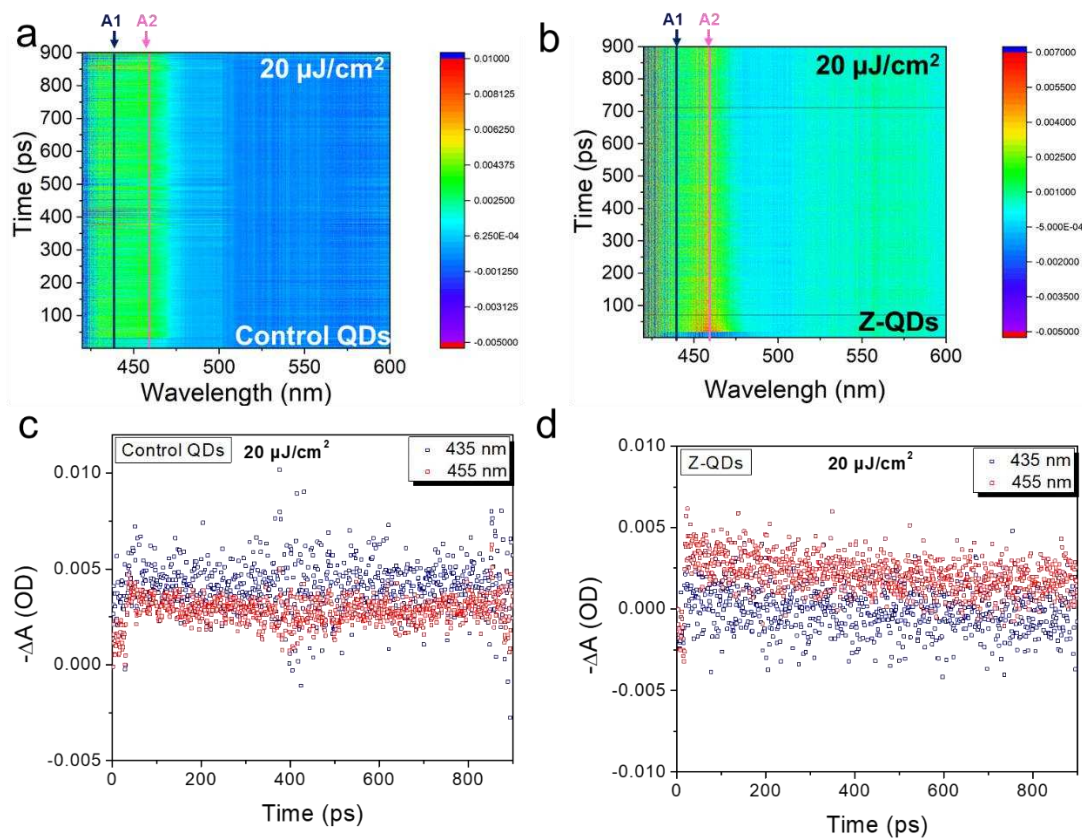 a
A1 A2
900
800
700
600
500
400
300
200
100
Time (ps)
20 µJ/cm²
Control QDs
450 500 550 600
Wavelength (nm)
0.01000
0.008125
0.006250
0.004375
0.002500
6.250E-04
-0.001250
-0.003125
-0.005000
b
A1 A2
900
800
700
600
500
400
300
200
100
Time (ps)
20 µJ/cm²
Z-QDs
450 500 550 600
Wavelengh (nm)
0.007000
0.005500
0.004000
0.002500
0.001000
-5.000E-04
-0.002000
-0.003500
-0.005000
c
Control QDs 20 µJ/cm²
435 nm
455 nm
0.010
0.005
0.000
-0.005
-ΔA (OD)
0 200 400 600 800
Time (ps)
d
Z-QDs 20 µJ/cm²
435 nm
455 nm
0.010
0.005
0.000
-0.005
-0.010
-ΔA (OD)
0 200 400 600 800
Time (ps)